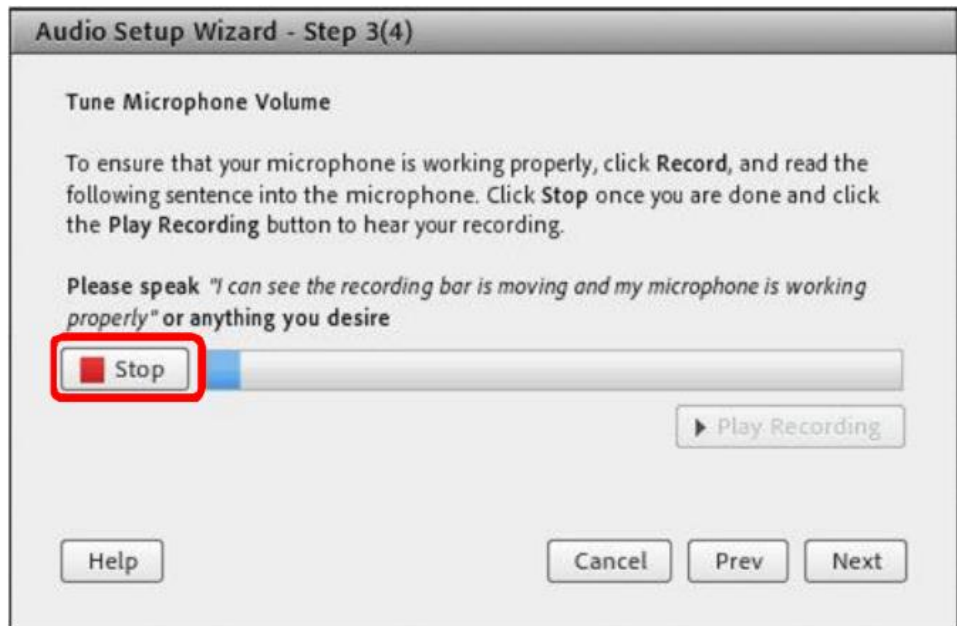 Audio Setup Wizard - Step 3(4)
Tune Microphone Volume
To ensure that your microphone is working properly, click Record, and read the
following sentence into the microphone. Click Stop once you are done and click
the Play Recording button to hear your recording.
Please speak "I can see the recording bar is moving and my microphone is working
properly" or anything you desire
Stop
Play Recording
Help Cancel Prev Next